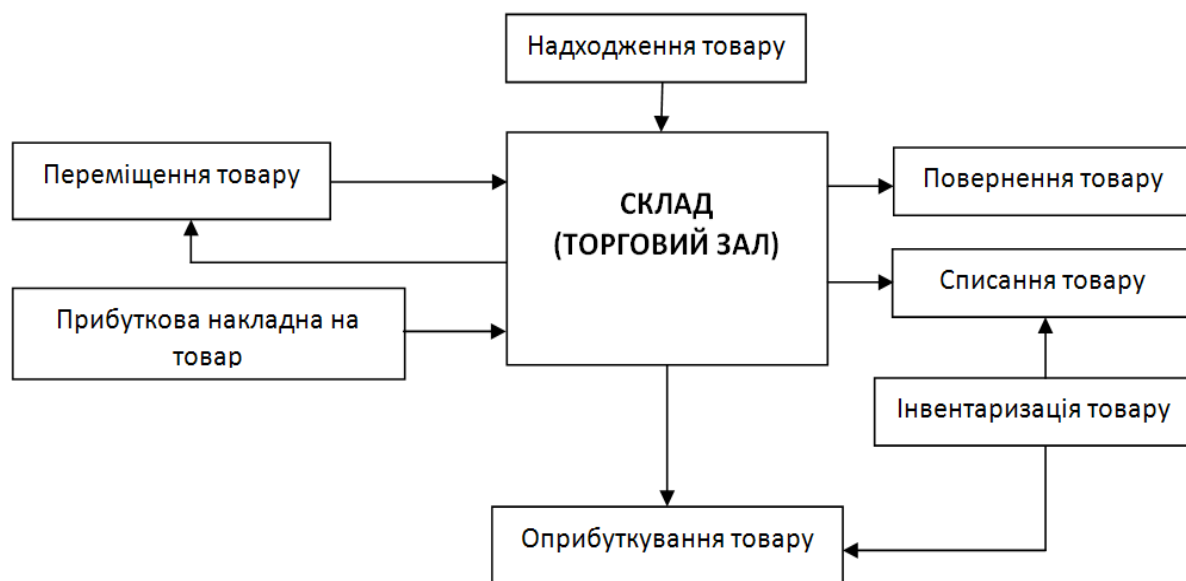 Надходження товару
Переміщення товару
СКЛАД
(ТОРГОВИЙ ЗАЛ)
Повернення товару
Списання товару
Прибуткова накладна на
товар
Інвентаризація товару
Оприбуткування товару